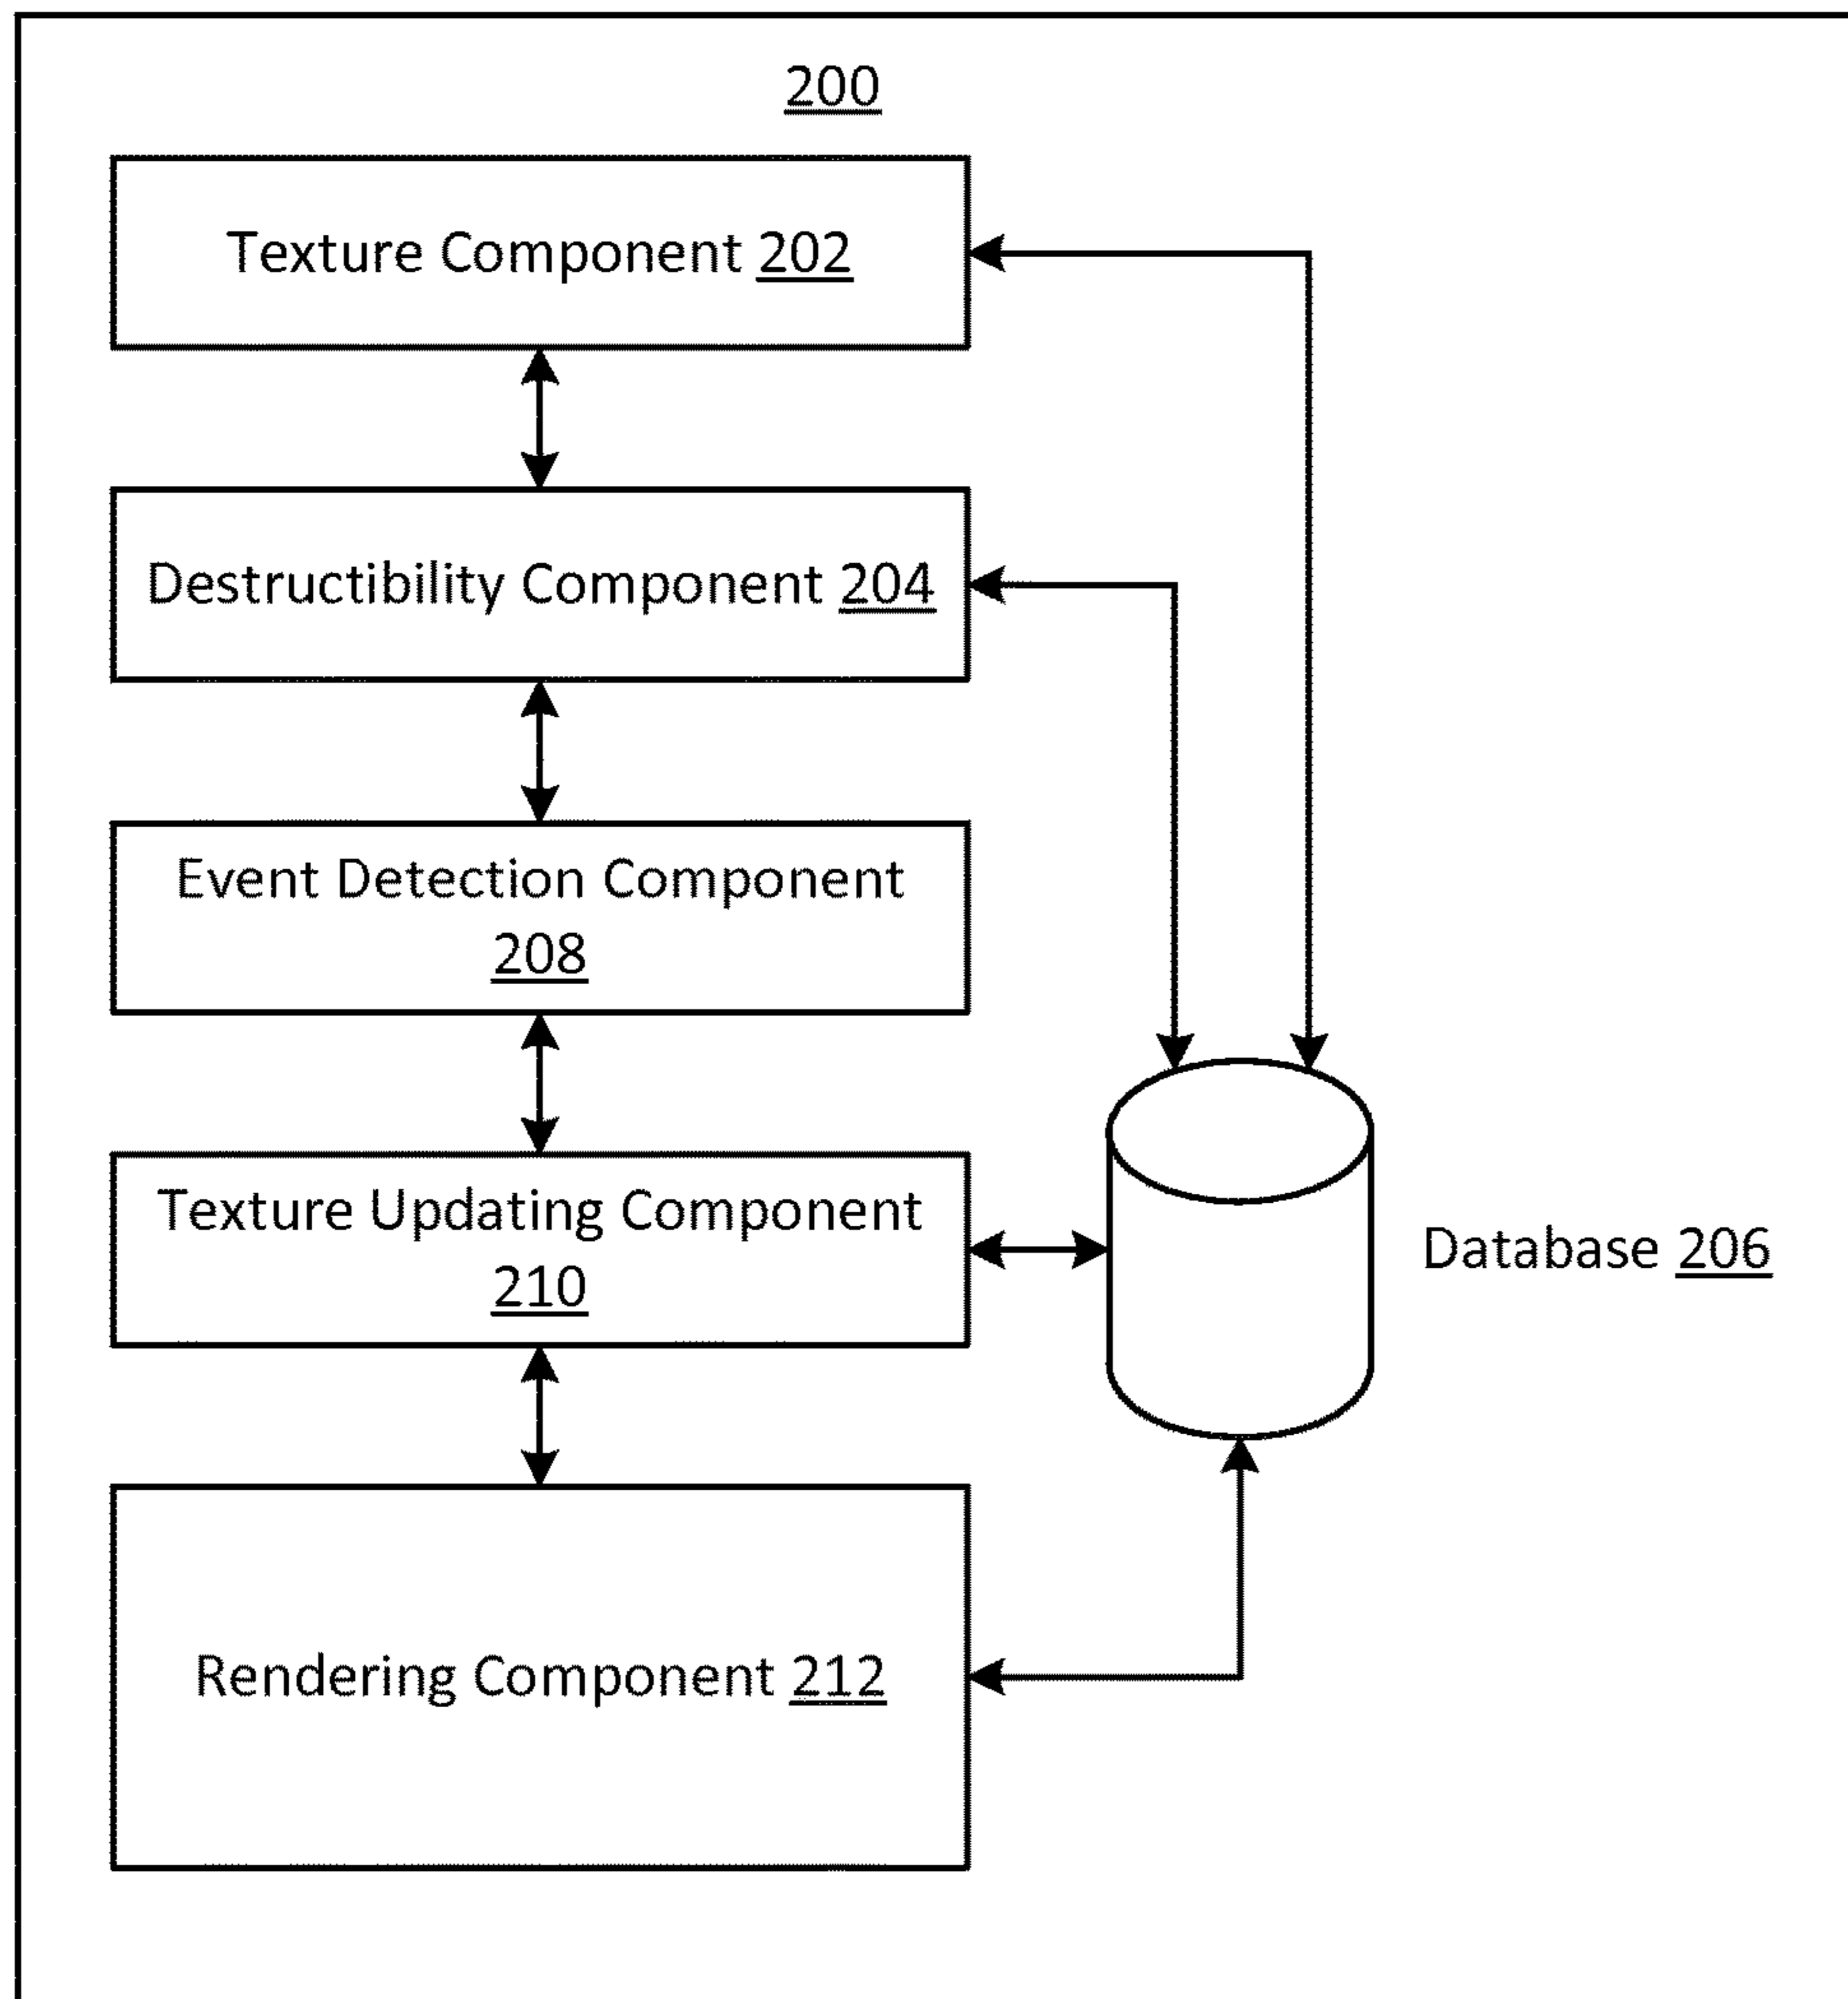 200
Texture Component 202
Destructibility Component 204
Event Detection Component
208
Texture Updating Component
210
Database 206
Rendering Component 212